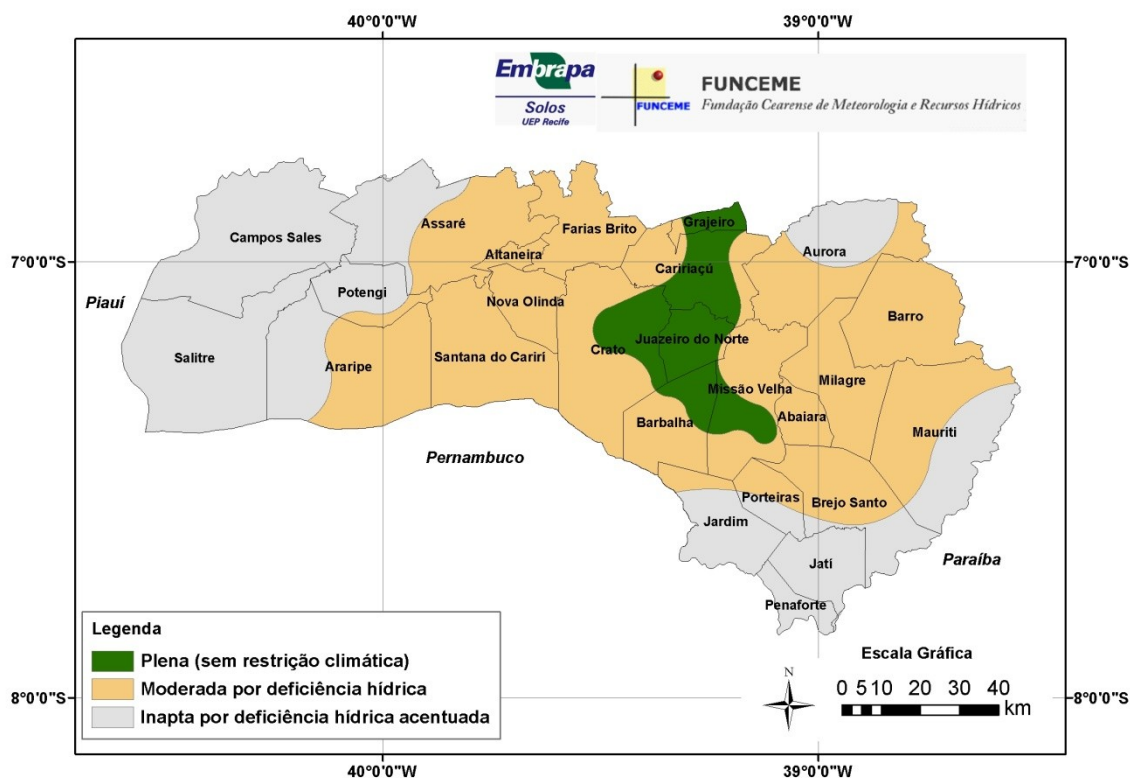 40°0'0"W
39°0'0"W
Embrapa
Solos
UEP Recife
FUNCEME
FUNCEME
Fundação Cearense de Meteorologia e Recursos Hídricos
Grajeiro
Assaré
Farias Brito
Campos Sales
Aurora
Altaneira
7°0'0"S
7°0'0"S
Caririaçú
Potengi
Piauí
Nova Olinda
Barro
Juazeiro do Norte
Crato
Salitre
Santana do Cariri
Araripe
Milagre
Missão Velha
Abaiara
Barbalha
Mauriti
Pernambuco
Porteiras
Brejo Santo
Jardim
Jatí
Paraíba
Penaforte
Legenda
Plena (sem restrição climática)
Moderada por deficiência hídrica
Inapta por deficiência hídrica acentuada
Escala Gráfica
N
0 5 10 20 30 40
km
8°0'0"S
8°0'0"S
40°0'0"W
39°0'0"W